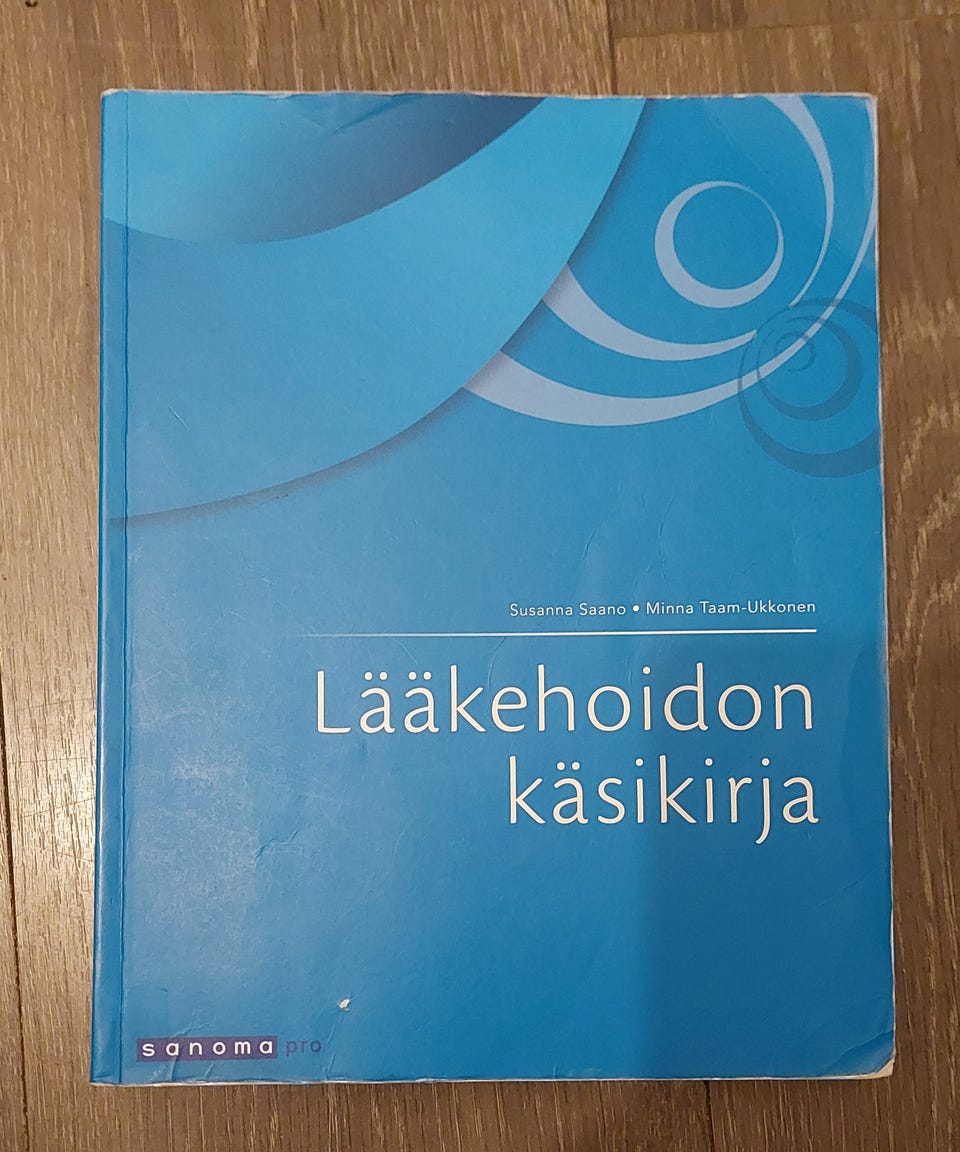 Susanna Saano • Minna Taam-Ukkonen
Lääkehoidon
käsikirja
sanoma pro